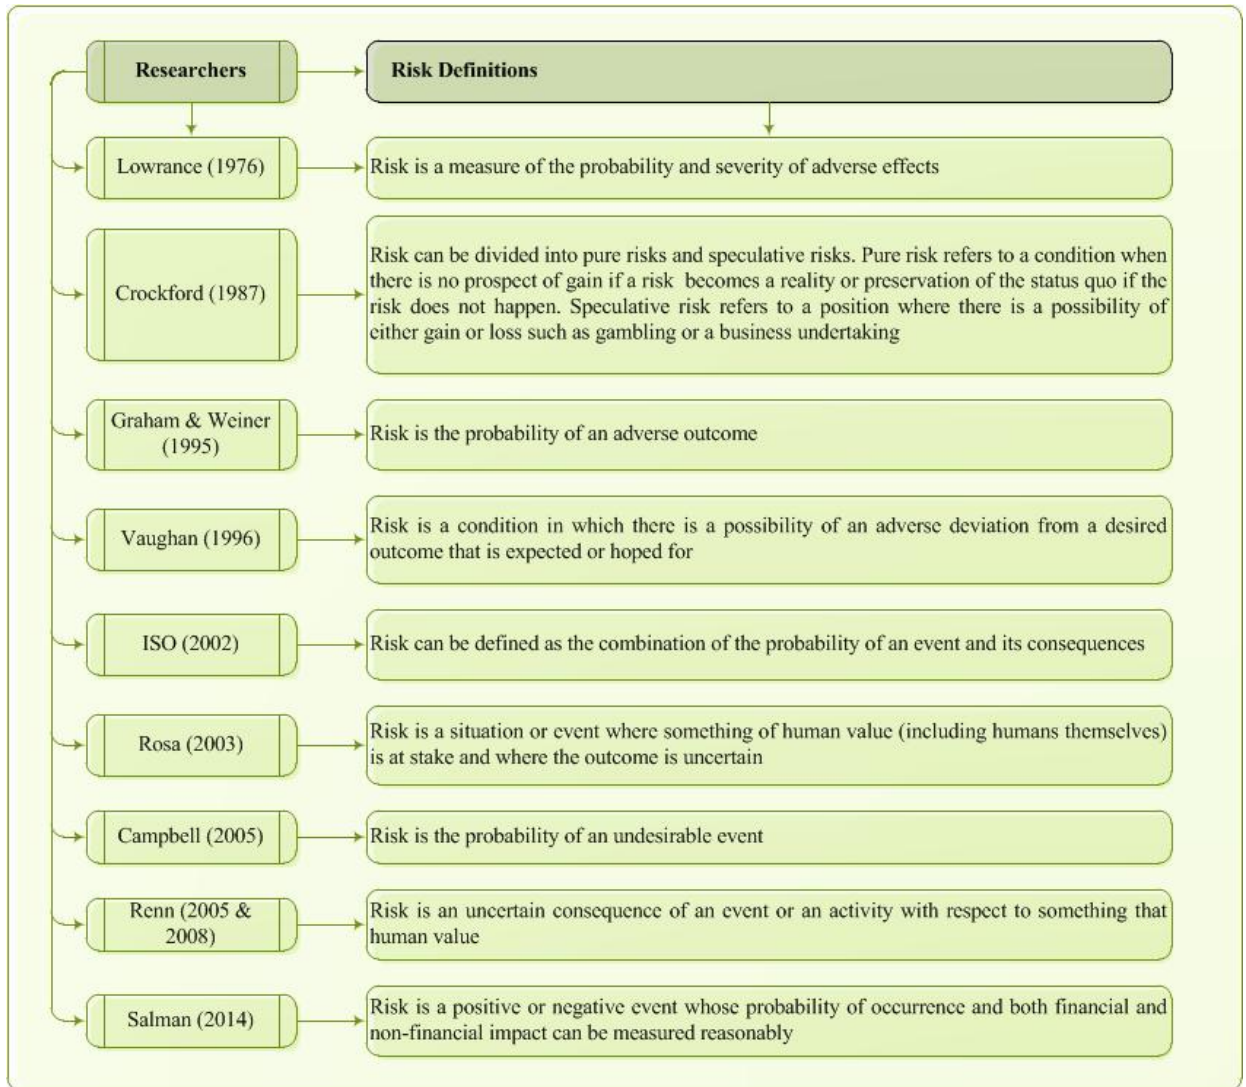 Researchers
Risk Definitions
Lowrance (1976)
Risk is a measure of the probability and severity of adverse effects
Crockford (1987)
Risk can be divided into pure risks and speculative risks. Pure risk refers to a condition when
there is no prospect of gain if a risk becomes a reality or preservation of the status quo if the
risk does not happen. Speculative risk refers to a position where there is a possibility of
either gain or loss such as gambling or a business undertaking
Graham & Weiner
(1995)
Risk is the probability of an adverse outcome
Vaughan (1996)
Risk is a condition in which there is a possibility of an adverse deviation from a desired
outcome that is expected or hoped for
ISO (2002)
Risk can be defined as the combination of the probability of an event and its consequences
Rosa (2003)
Risk is a situation or event where something of human value (including humans themselves)
is at stake and where the outcome is uncertain
Campbell (2005)
Risk is the probability of an undesirable event
Renn (2005 &
2008)
Risk is an uncertain consequence of an event or an activity with respect to something that
human value
Salman (2014)
Risk is a positive or negative event whose probability of occurrence and both financial and
non-financial impact can be measured reasonably